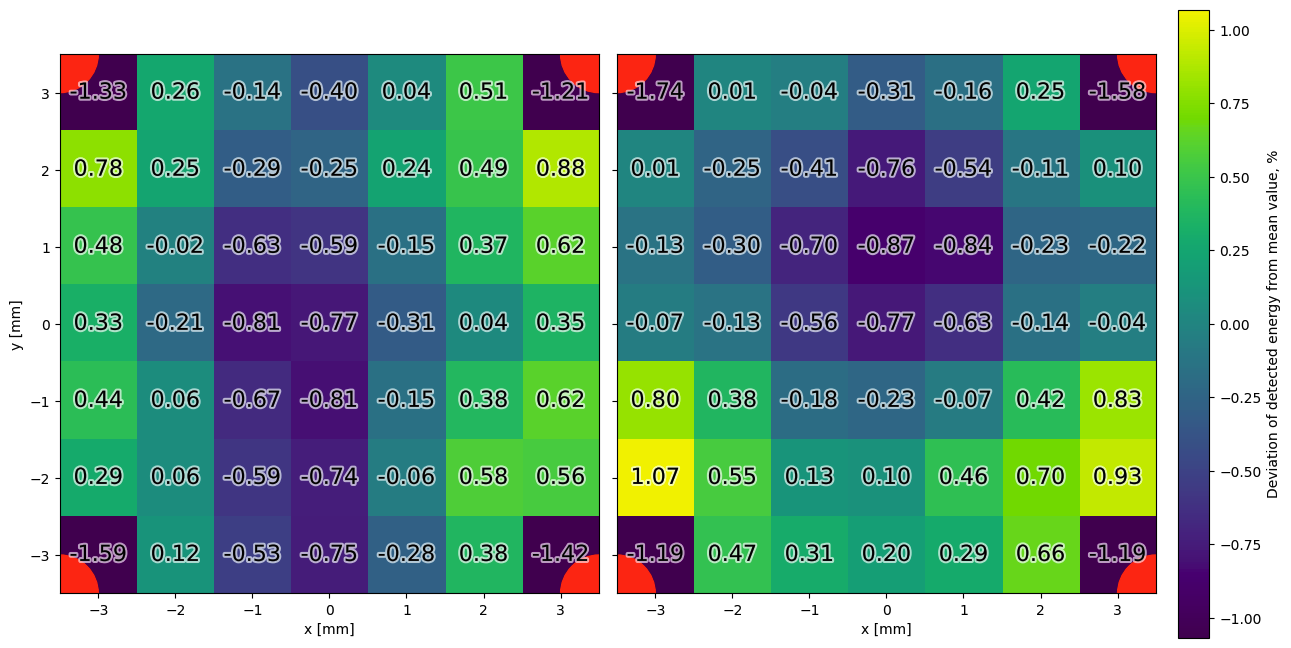 3 -1.33 0.26 -0.14 -0.40 0.04 0.51 -1.21 -1.74 0.01 -0.04 -0.31 -0.16 0.25 -1.58
2 0.78 0.25 -0.29 -0.25 0.24 0.49 0.88 0.01 -0.25 -0.41 -0.76 -0.54 -0.11 0.10
1 0.48 -0.02 -0.63 -0.59 -0.15 0.37 0.62 -0.13 -0.30 -0.70 -0.87 -0.84 -0.23 -0.22
0 0.33 -0.21 -0.81 -0.77 -0.31 0.04 0.35 -0.07 -0.13 -0.56 -0.77 -0.63 -0.14 -0.04
−1 0.44 0.06 -0.67 -0.81 -0.15 0.38 0.62 0.80 0.38 -0.18 -0.23 -0.07 0.42 0.83
−2 0.29 0.06 -0.59 -0.74 -0.06 0.58 0.56 1.07 0.55 0.13 0.10 0.46 0.70 0.93
−3 -1.59 0.12 -0.53 -0.75 -0.28 0.38 -1.42 -1.19 0.47 0.31 0.20 0.29 0.66 -1.19
−3 −2 −1 0 1 2 3 −3 −2 −1 0 1 2 3
x [mm] x [mm]
y [mm]
1.00
0.75
0.50
0.25
0.00
−0.25
−0.50
−0.75
−1.00
Deviation of detected energy from mean value, %